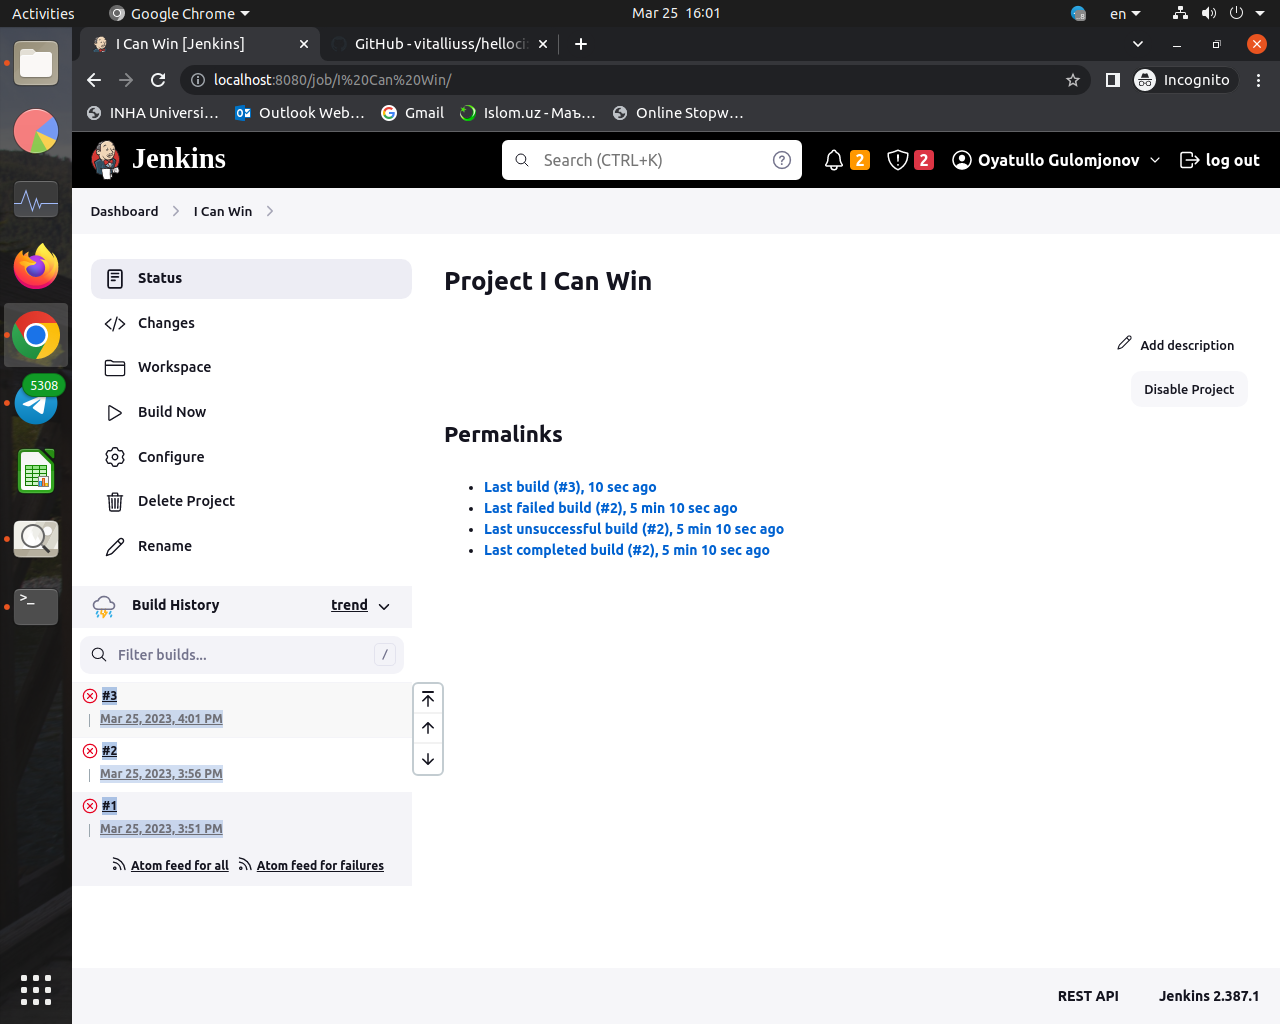 Activities Google Chrome Mar 25 16:01 en
I Can Win [Jenkins] GitHub - vitalliuss/helloci
localhost:8080/job/I%20Can%20Win/ Incognito
INHA Universi... Outlook Web... Gmail Islom.uz - Маъ... Online Stopw...
Jenkins Search (CTRL+K) 2 2 Oyatullo Gulomjonov log out
Dashboard I Can Win
Status
Changes
Workspace
Build Now
Configure
Delete Project
Rename
Project I Can Win
Add description
Disable Project
Permalinks
Last build (#3), 10 sec ago
Last failed build (#2), 5 min 10 sec ago
Last unsuccessful build (#2), 5 min 10 sec ago
Last completed build (#2), 5 min 10 sec ago
5308
Build History trend
Filter builds... /
#3
Mar 25, 2023, 4:01 PM
#2
Mar 25, 2023, 3:56 PM
#1
Mar 25, 2023, 3:51 PM
Atom feed for all Atom feed for failures
REST API Jenkins 2.387.1